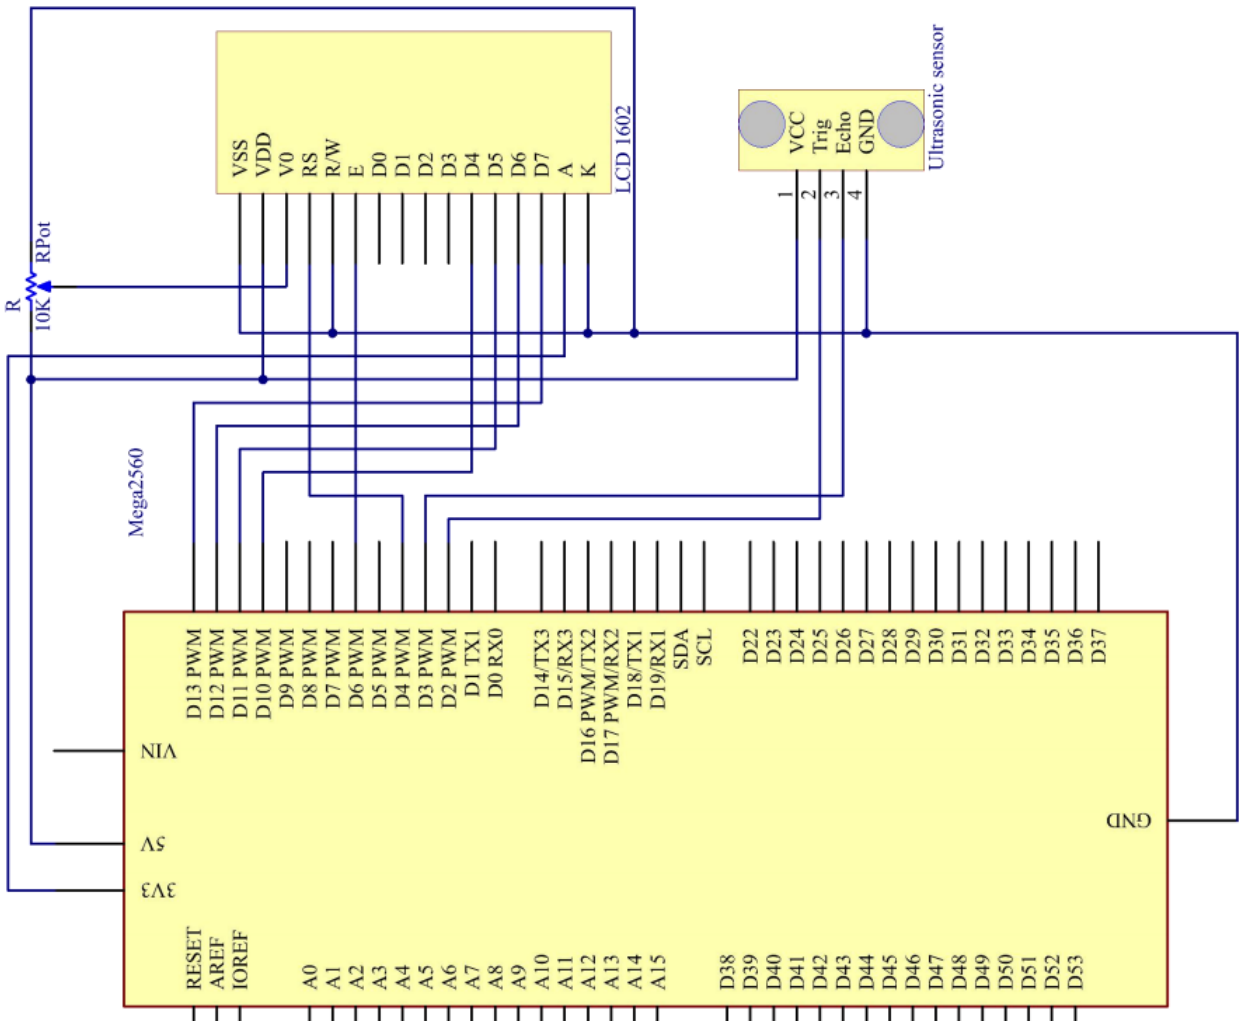 LCD 1602
VSS
VDD
V0
RS
R/W
E
D0
D1
D2
D3
D4
D5
D6
D7
A
K
Ultrasonic sensor
VCC
Trig
Echo
GND
1
2
3
4
R
RPot
10K
Mega2560
D13 PWM
D12 PWM
D11 PWM
D10 PWM
D9 PWM
D8 PWM
D7 PWM
D6 PWM
D5 PWM
D4 PWM
D3 PWM
D2 PWM
D1 TX1
D0 RX0
D14/TX3
D15/RX3
D16 PWM/TX2
D17 PWM/RX2
D18/TX1
D19/RX1
SDA
SCL
D22
D23
D24
D25
D26
D27
D28
D29
D30
D31
D32
D33
D34
D35
D36
D37
VIN
5V
3V3
GND
RESET
AREF
IOREF
A0
A1
A2
A3
A4
A5
A6
A7
A8
A9
A10
A11
A12
A13
A14
A15
D38
D39
D40
D41
D42
D43
D44
D45
D46
D47
D48
D49
D50
D51
D52
D53